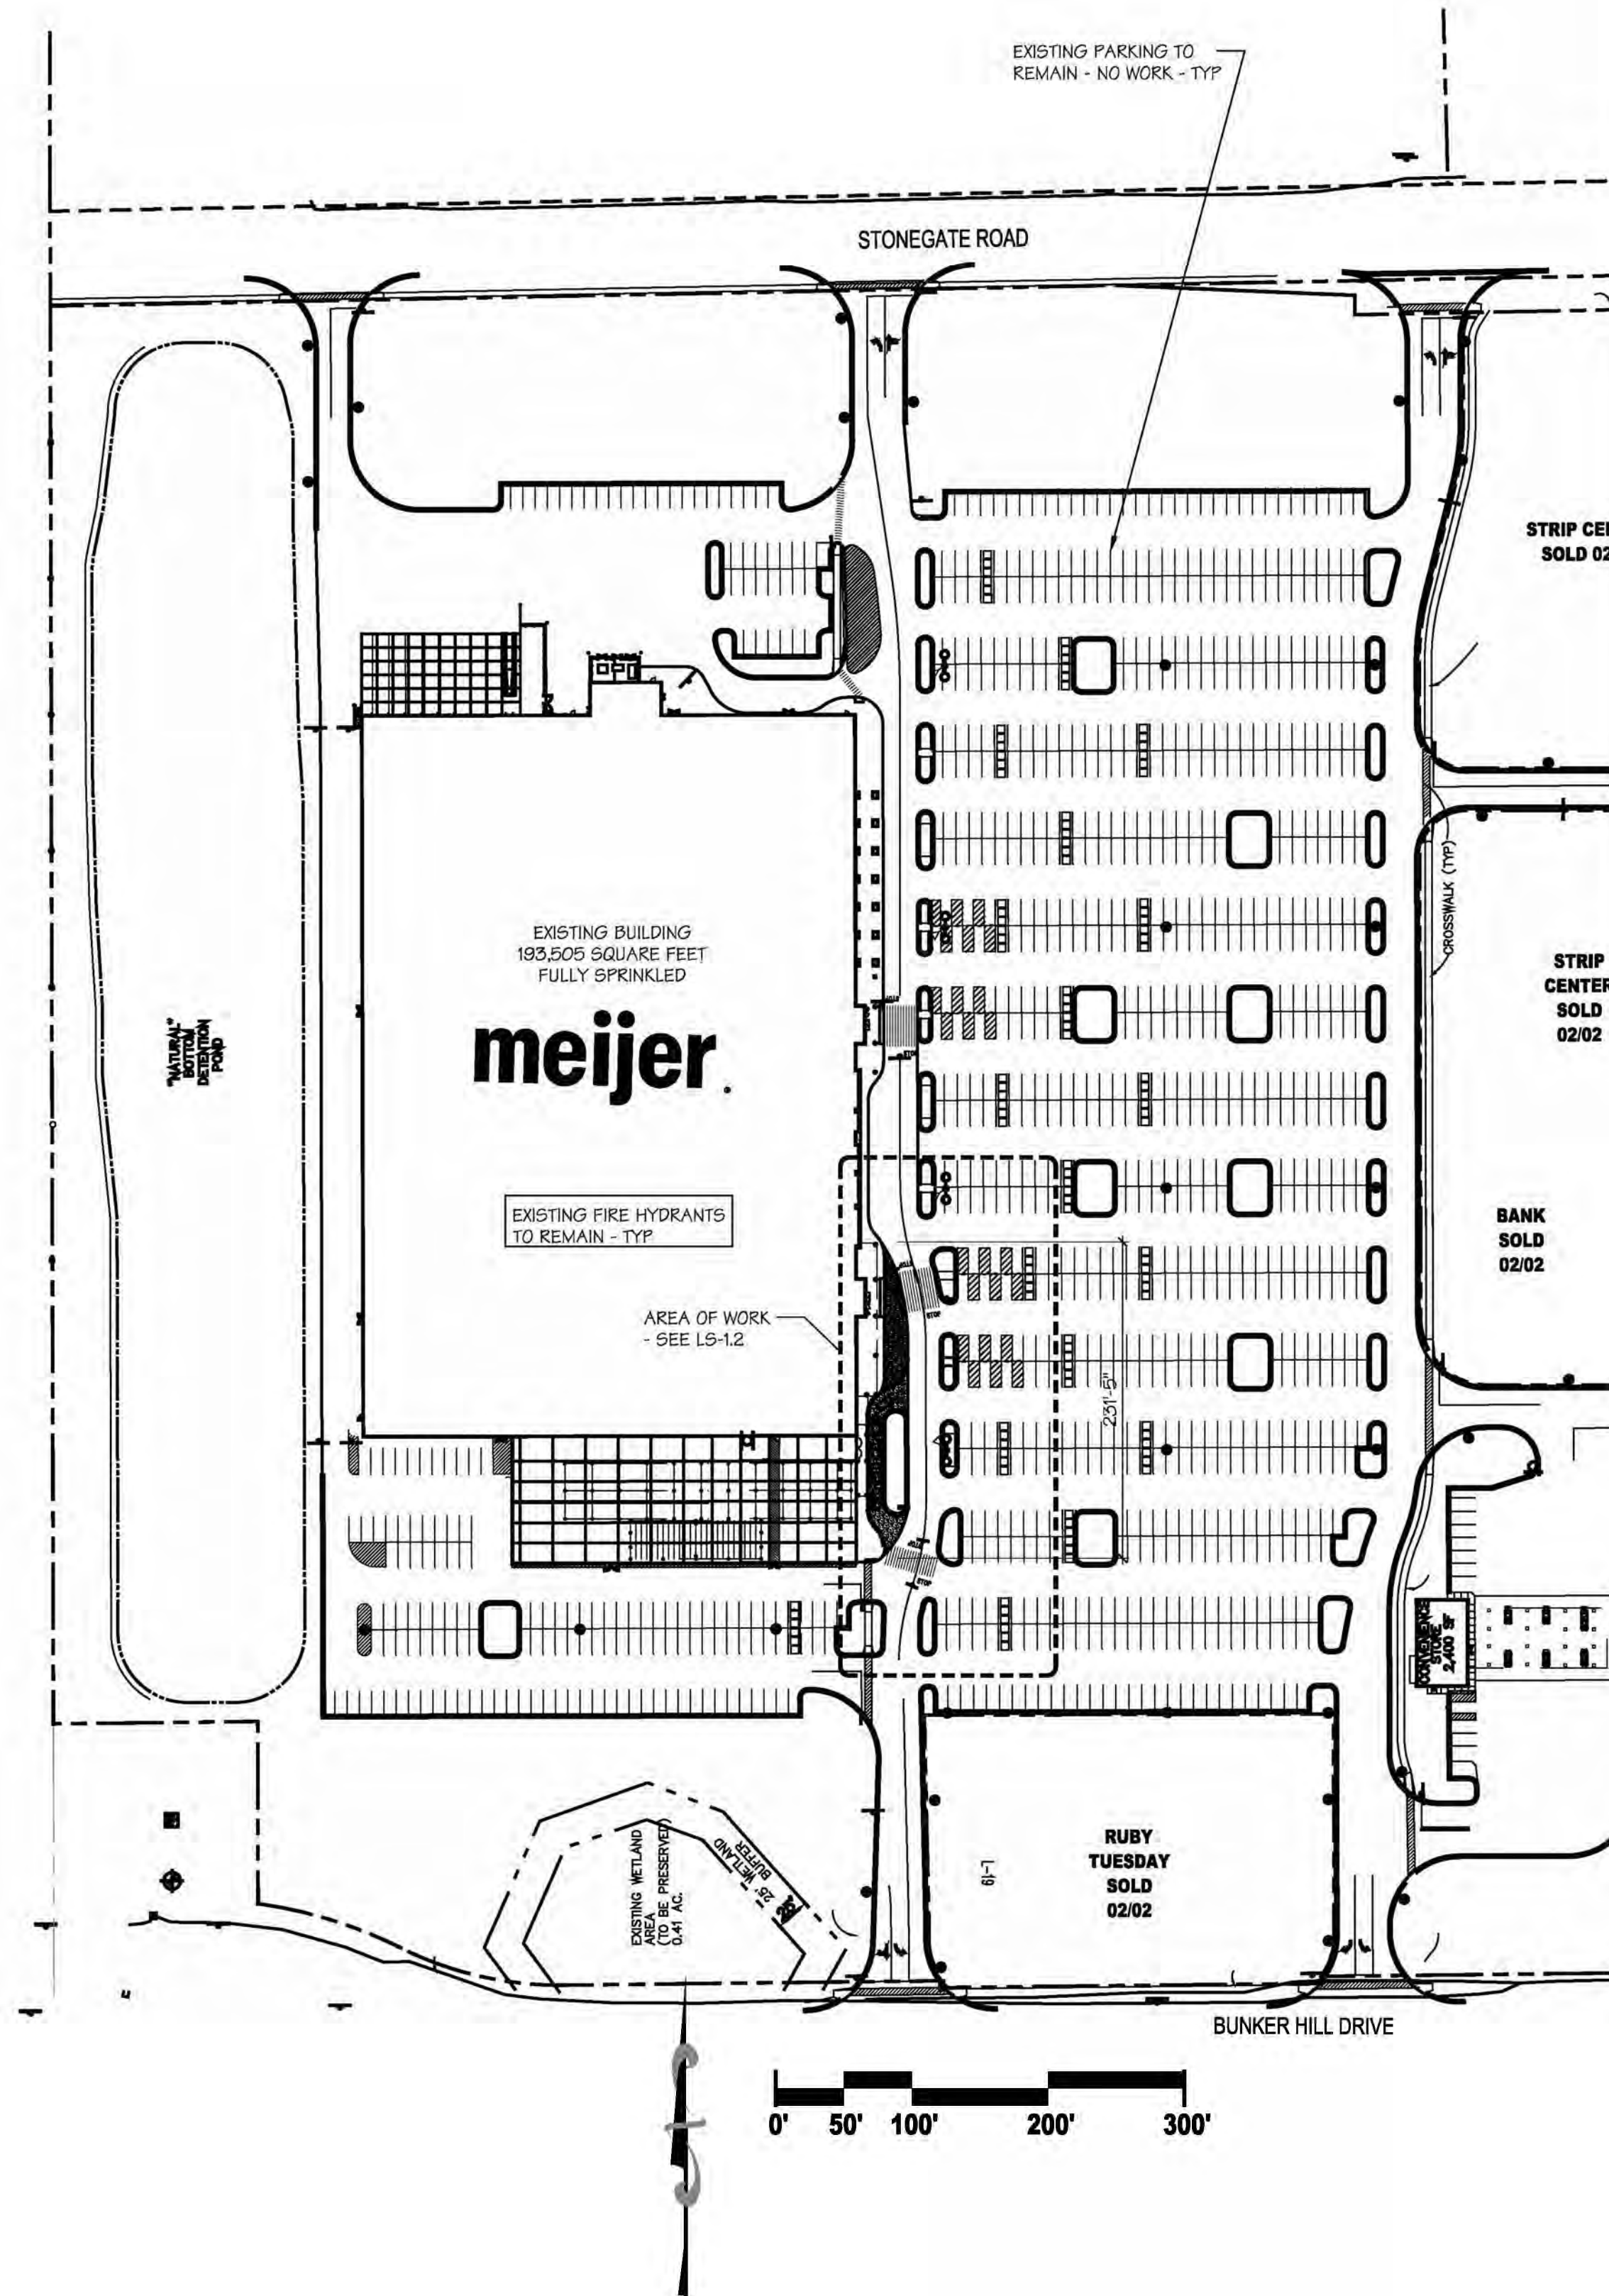 EXISTING PARKING TO
REMAIN - NO WORK - TYP
STONEGATE ROAD
SOLD
STRIP
CENTER
SOLD
02/02
CROSSWALK (TYP)
EXISTING BUILDING
193,505 SQUARE FEET
FULLY SPRINKLED
meijer
"NATURAL"
BOTTOM
DETENTION
POND
EXISTING FIRE HYDRANTS
TO REMAIN - TYP
BANK
SOLD
02/02
AREA OF WORK
- SEE LS-1.2
STOP
STOP
STOP
231'-5"
CONVENIENCE
STORE
2,400 SF
EXISTING WETLAND
AREA
(TO BE PRESERVED)
0.41 AC.
25' WETLAND
BUFFER
25'
L-19
RUBY
TUESDAY
SOLD
02/02
BUNKER HILL DRIVE
0' 50' 100' 200' 300'